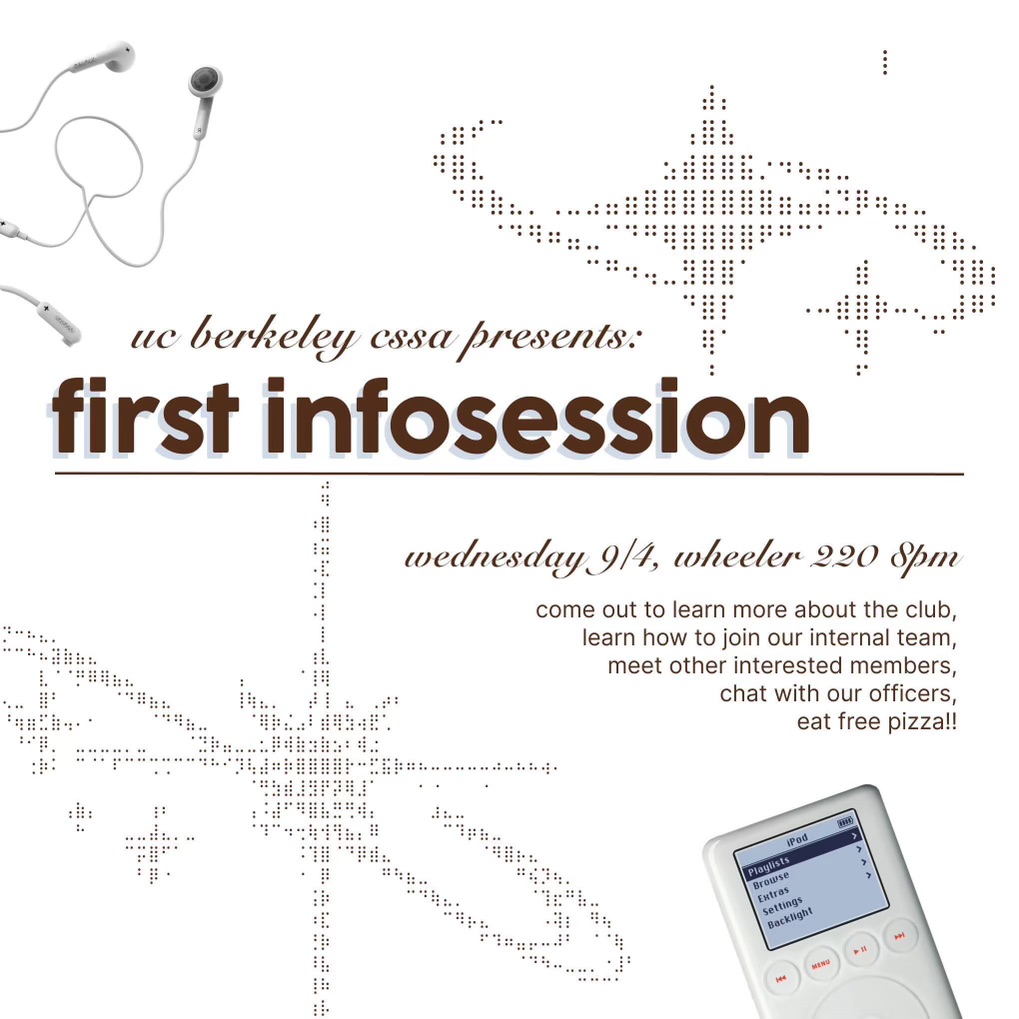 uc berkeley cssa presents:
first infosession
wednesday 9/4, wheeler 220 8pm
come out to learn more about the club,
learn how to join our internal team,
meet other interested members,
chat with our officers,
eat free pizza!!
iPod
Playlists >
Browse >
Extras >
Settings >
Backlight
MENU